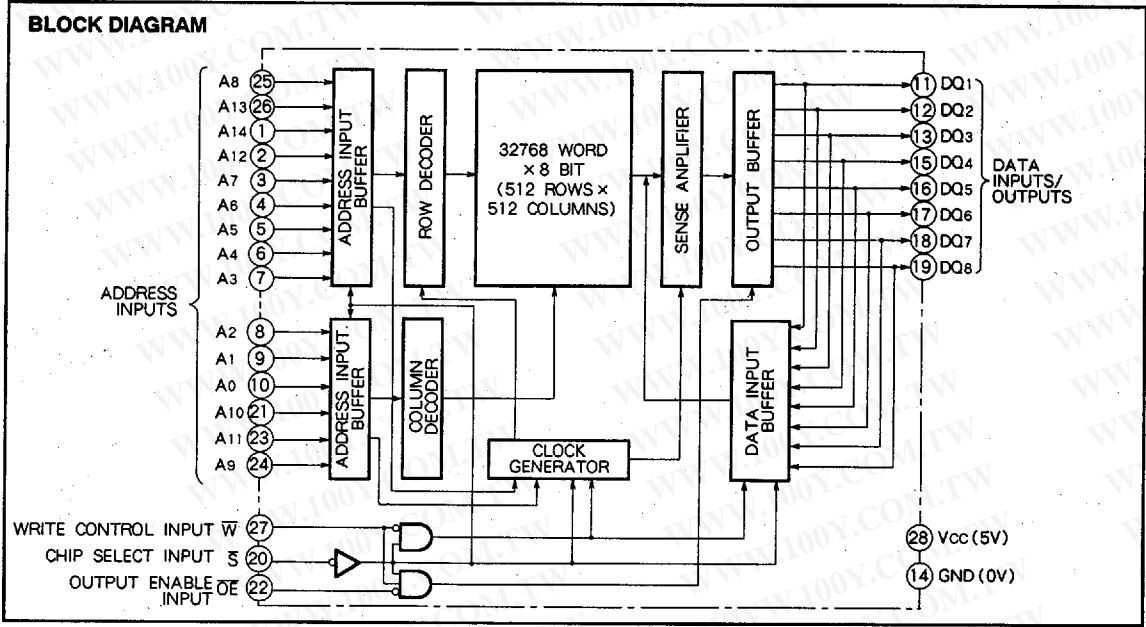 BLOCK DIAGRAM
A8 25
A13 26
A14 1
A12 2
A7 3
A6 4
A5 5
A4 6
A3 7
ADDRESS
INPUTS
A2 8
A1 9
A0 10
A10 21
A11 23
A9 24
ADDRESS INPUT
BUFFER
ROW DECODER
32768 WORD
× 8 BIT
(512 ROWS ×
512 COLUMNS)
SENSE ANPLIFIER
OUTPUT BUFFER
11 DQ1
12 DQ2
13 DQ3
15 DQ4
16 DQ5
17 DQ6
18 DQ7
19 DQ8
DATA
INPUTS/
OUTPUTS
ADDRESS INPUT.
BUFFER
COLUMN
DECODER
CLOCK
GENERATOR
DATA INPUT
BUFFER
WRITE CONTROL INPUT W̅ 27
CHIP SELECT INPUT S̅ 20
OUTPUT ENABLE O̅E̅ 22
INPUT
28 Vcc (5V)
14 GND (0V)
WWW.100Y.COM.TW